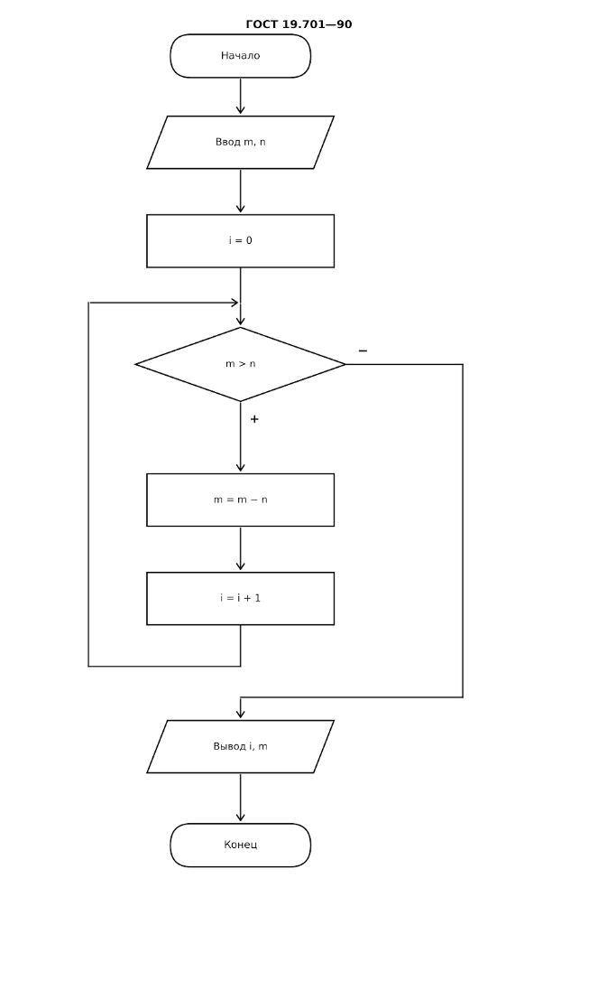 ГОСТ 19.701—90
Начало
Ввод m, n
i = 0
m > n
−
+
m = m − n
i = i + 1
Вывод i, m
Конец